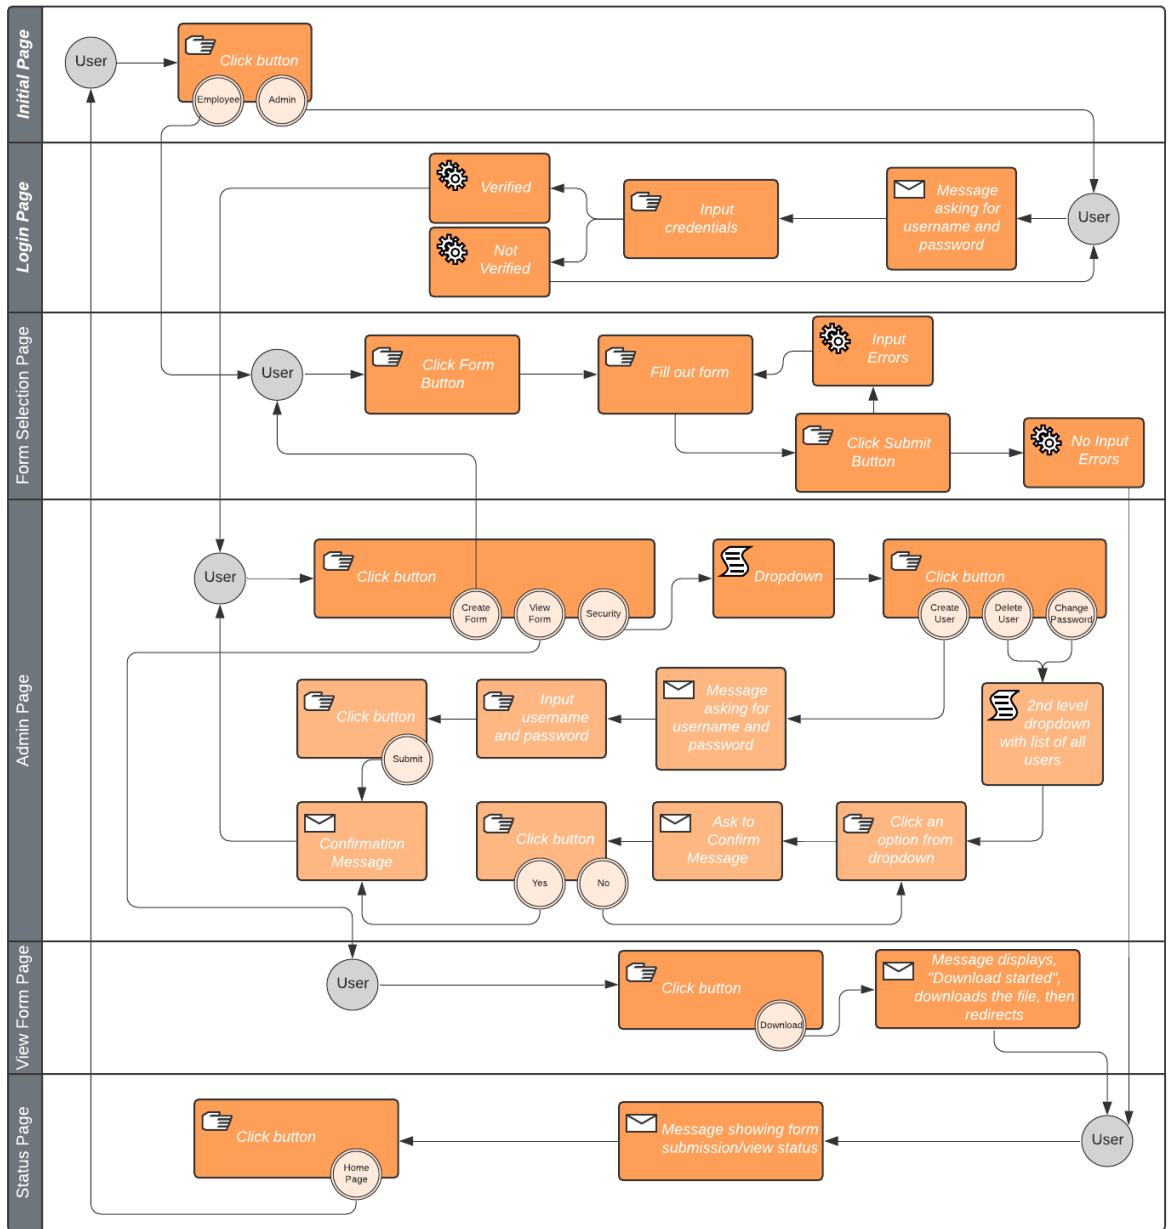 Initial Page
User
Click button
Employee
Admin
Login Page
Verified
Not
Verified
Input
credentials
Message
asking for
username and
password
User
Form Selection Page
User
Click Form
Button
Fill out form
Input
Errors
Click Submit
Button
No Input
Errors
Admin Page
User
Click button
Create
Form
View
Form
Security
Dropdown
Click button
Create
User
Delete
User
Change
Password
Click button
Submit
Input
username
and password
Message
asking for
username and
password
2nd level
dropdown
with list of all
users
Confirmation
Message
Click button
Yes
No
Ask to
Confirm
Message
Click an
option from
dropdown
View Form Page
User
Click button
Download
Message displays,
"Download started",
downloads the file, then
redirects
Status Page
Click button
Home
Page
Message showing form
submission/view status
User